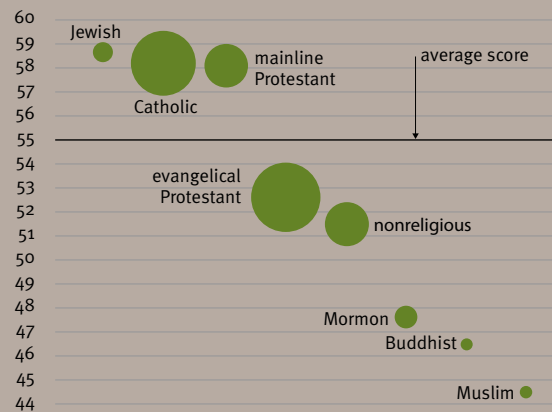 60
59
58
57
56
55
54
53
52
51
50
49
48
47
46
45
44
Jewish
Catholic
mainline
Protestant
average score
evangelical
Protestant
nonreligious
Mormon
Buddhist
Muslim